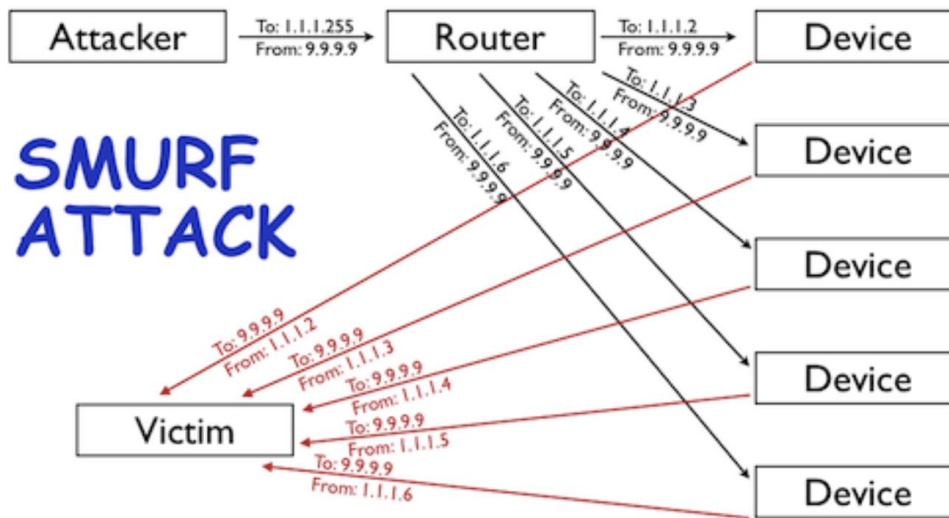 Attacker
To: 1.1.1.255
From: 9.9.9.9
Router
To: 1.1.1.2
From: 9.9.9.9
Device
To: 1.1.1.3
From: 9.9.9.9
Device
To: 1.1.1.4
From: 9.9.9.9
Device
To: 1.1.1.5
From: 9.9.9.9
Device
To: 1.1.1.6
From: 9.9.9.9
Device
SMURF
ATTACK
To: 9.9.9.9
From: 1.1.1.2
To: 9.9.9.9
From: 1.1.1.3
To: 9.9.9.9
From: 1.1.1.4
To: 9.9.9.9
From: 1.1.1.5
To: 9.9.9.9
From: 1.1.1.6
Victim